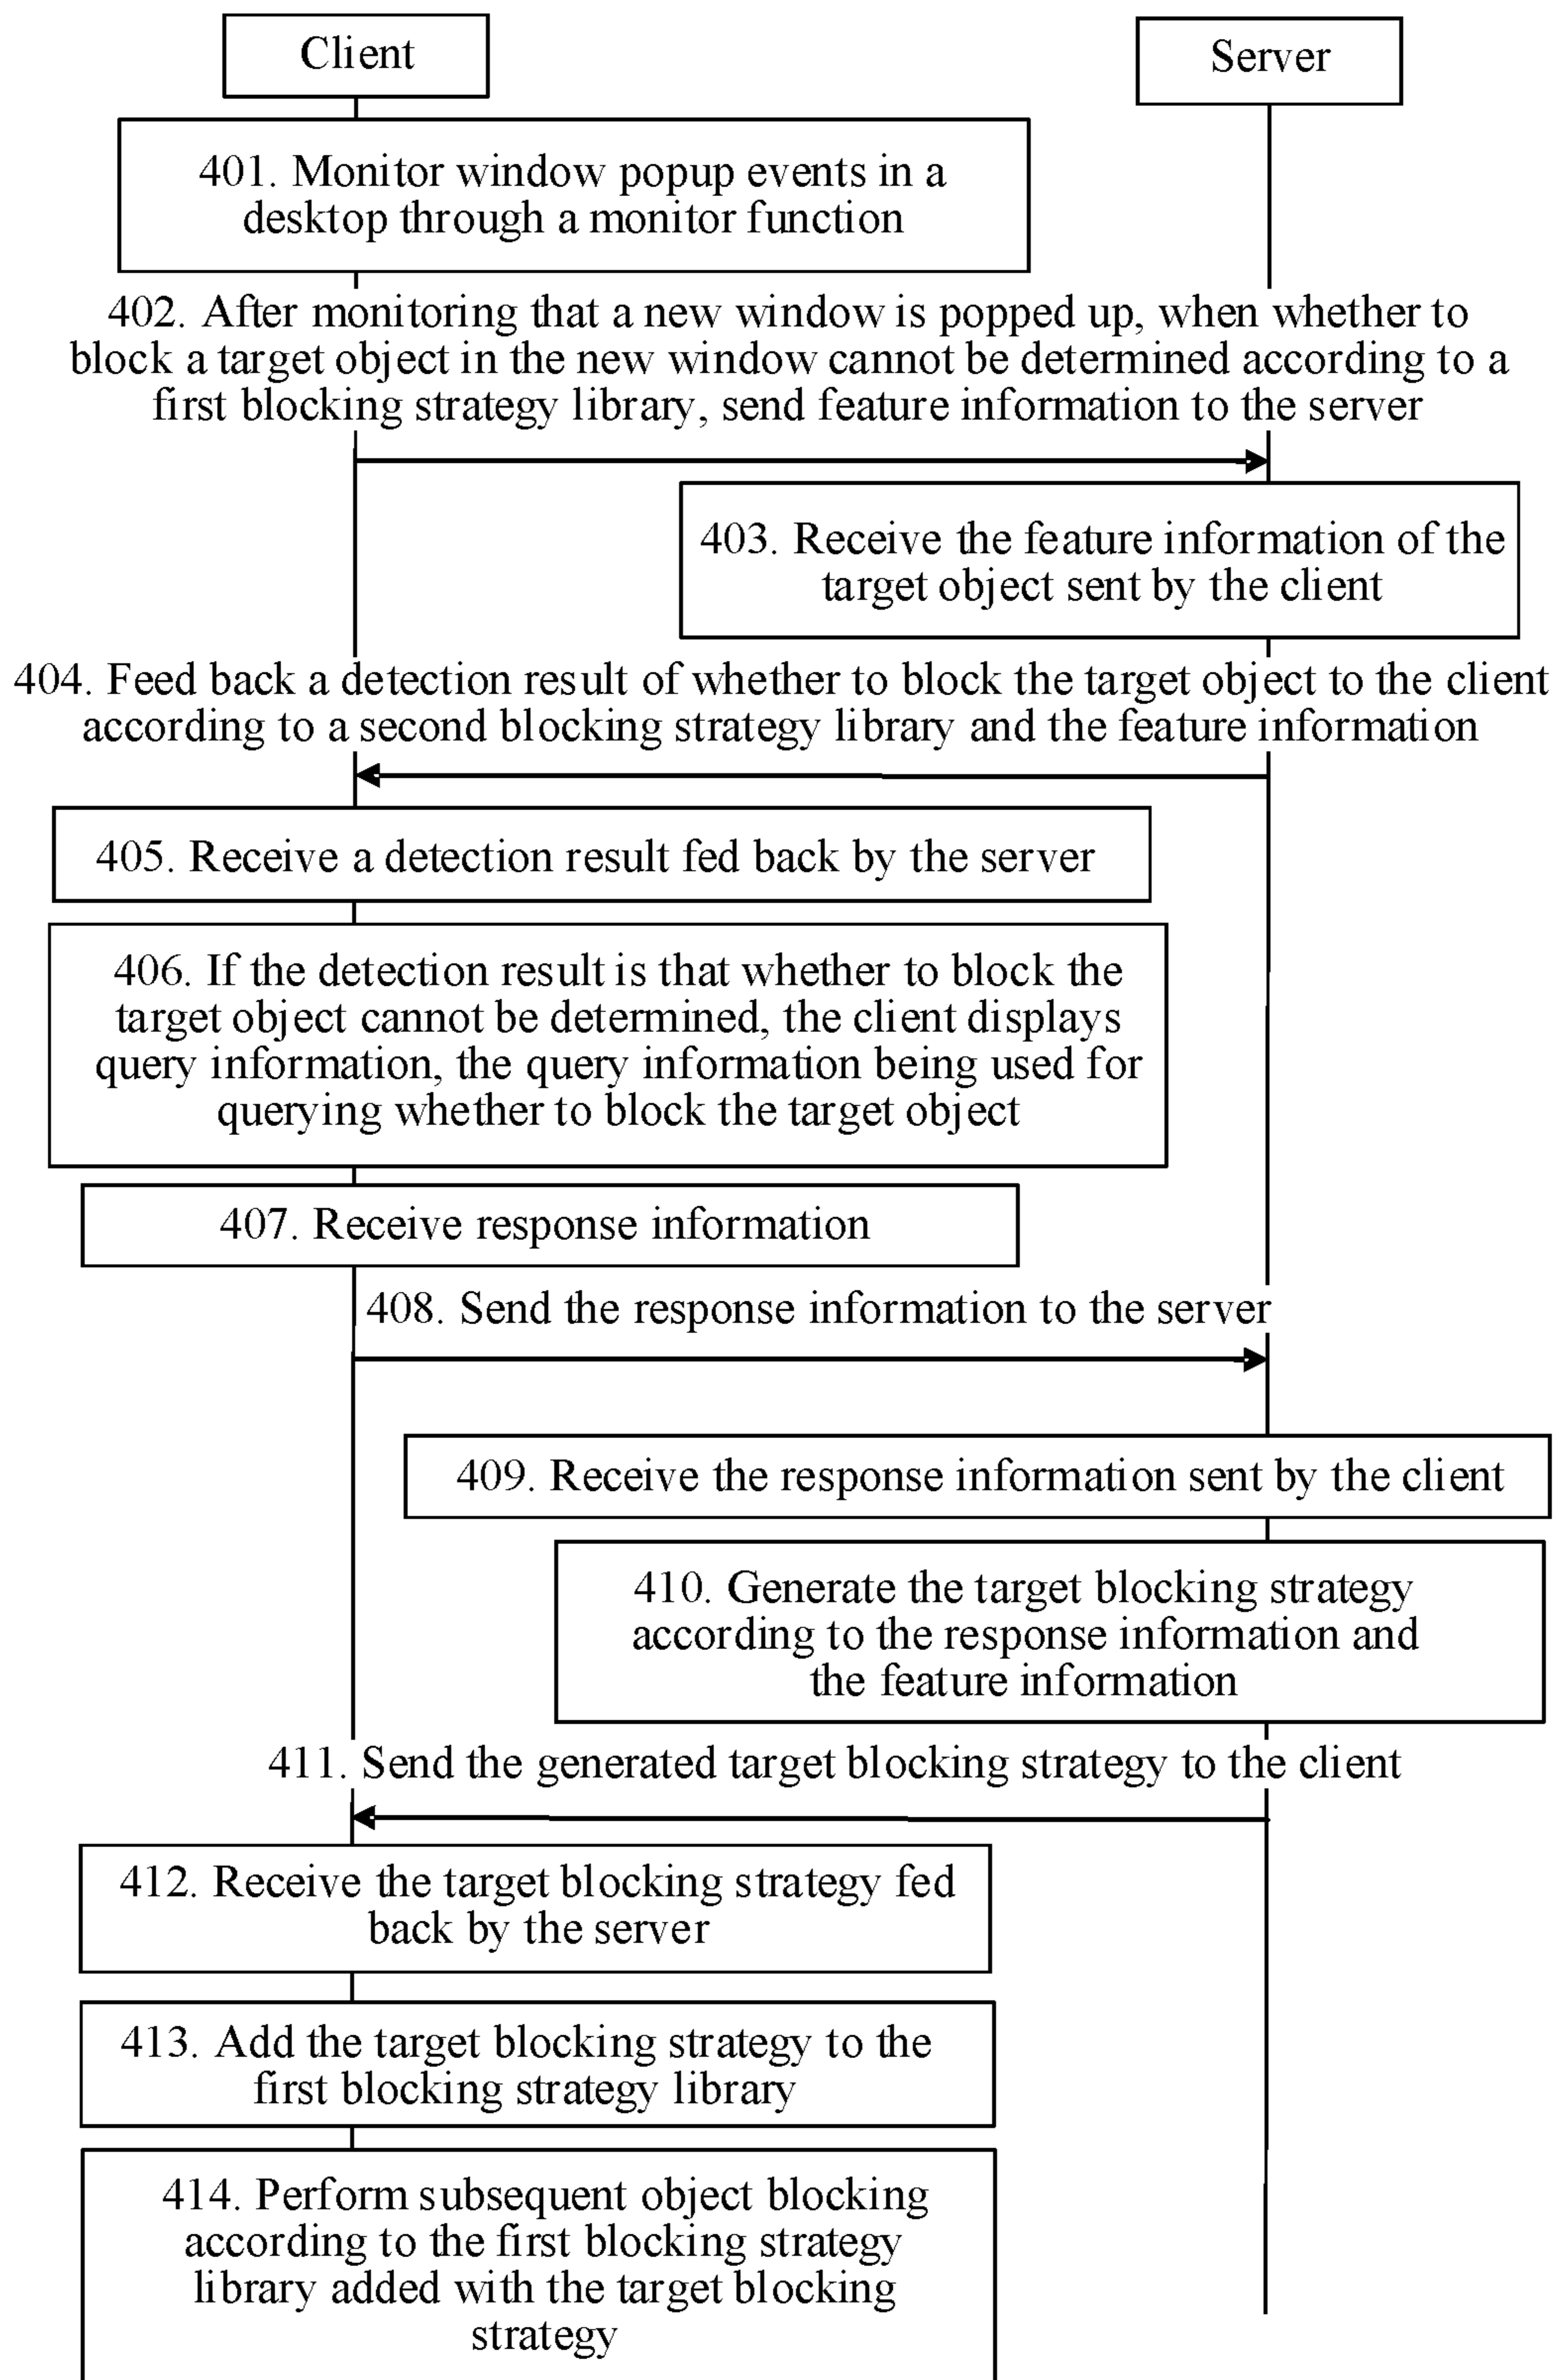 Client
Server
401. Monitor window popup events in a
desktop through a monitor function
402. After monitoring that a new window is popped up, when whether to
block a target object in the new window cannot be determined according to a
first blocking strategy library, send feature information to the server
403. Receive the feature information of the
target object sent by the client
404. Feed back a detection result of whether to block the target object to the client
according to a second blocking strategy library and the feature information
405. Receive a detection result fed back by the server
406. If the detection result is that whether to block the
target object cannot be determined, the client displays
query information, the query information being used for
querying whether to block the target object
407. Receive response information
408. Send the response information to the server
409. Receive the response information sent by the client
410. Generate the target blocking strategy
according to the response information and
the feature information
411. Send the generated target blocking strategy to the client
412. Receive the target blocking strategy fed
back by the server
413. Add the target blocking strategy to the
first blocking strategy library
414. Perform subsequent object blocking
according to the first blocking strategy
library added with the target blocking
strategy